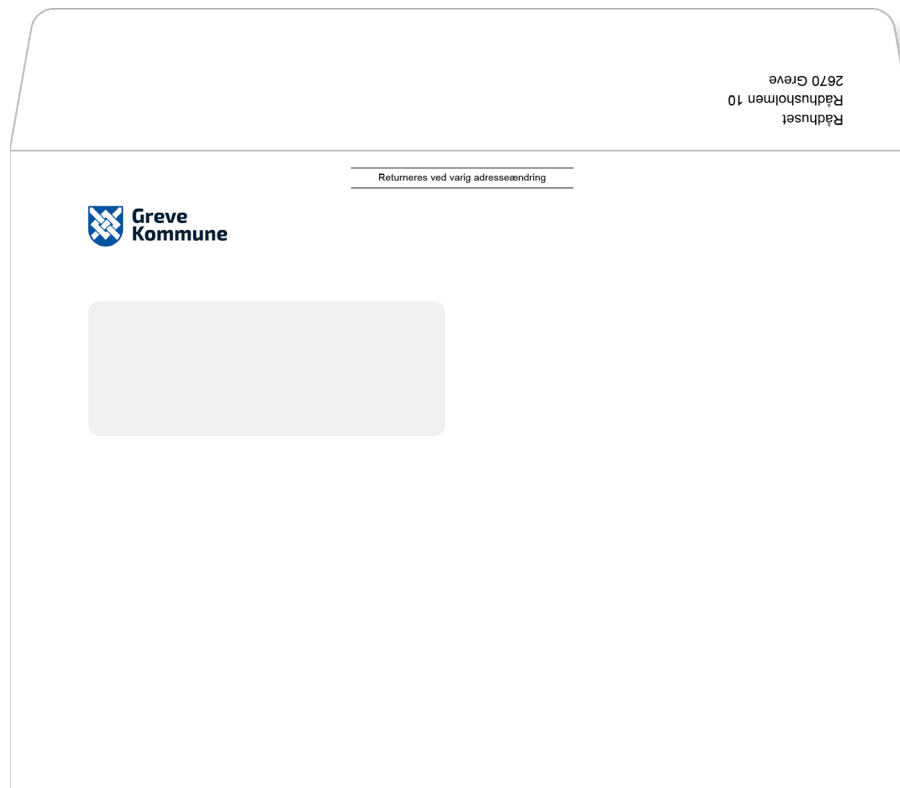 Rådhuset
Rådhusholmen 10
2670 Greve
Returneres ved varig adresseændring
Greve
Kommune